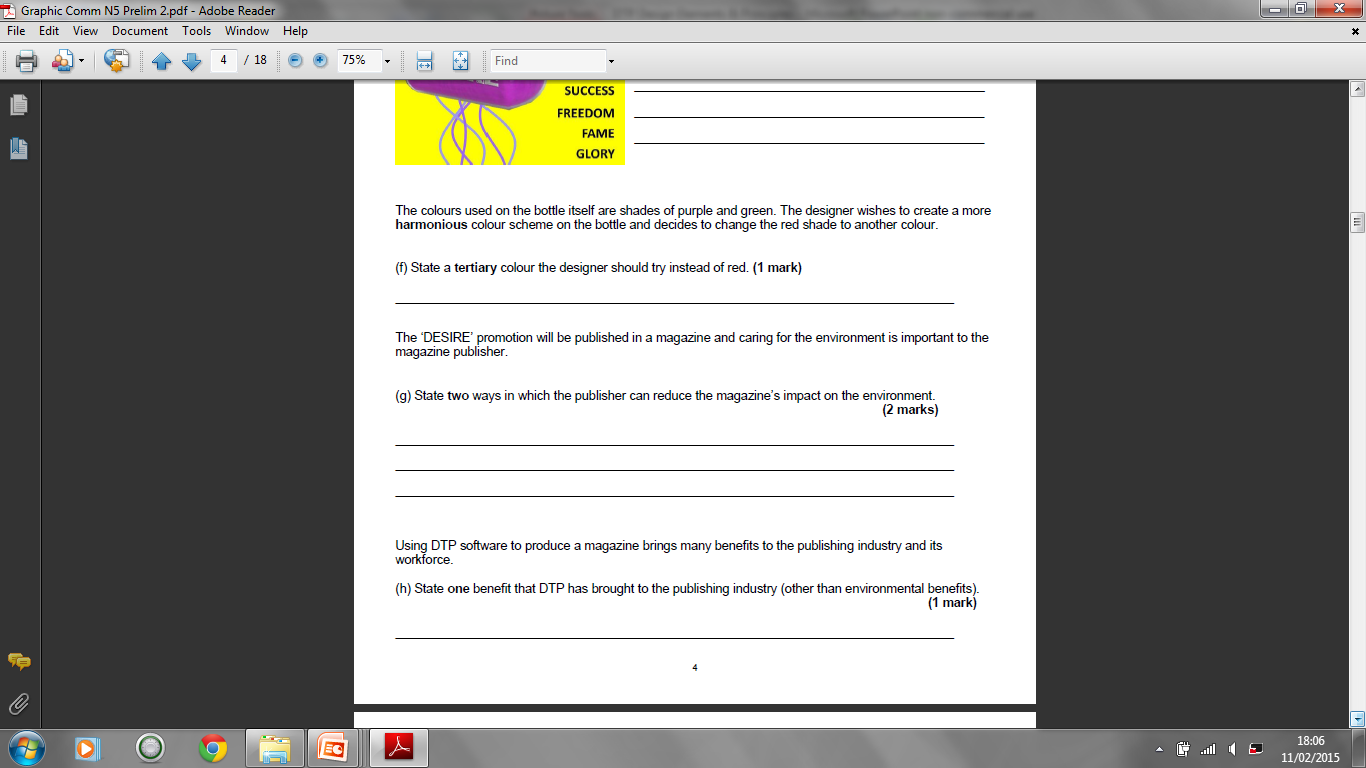 Graphic Comm N5 Prelim 2.pdf - Adobe Reader
File Edit View Document Tools Window Help
4 / 18 75% Find
SUCCESS
FREEDOM
FAME
GLORY
The colours used on the bottle itself are shades of purple and green. The designer wishes to create a more
harmonious colour scheme on the bottle and decides to change the red shade to another colour.
(f) State a tertiary colour the designer should try instead of red. (1 mark)
The ‘DESIRE’ promotion will be published in a magazine and caring for the environment is important to the
magazine publisher.
(g) State two ways in which the publisher can reduce the magazine’s impact on the environment.
(2 marks)
Using DTP software to produce a magazine brings many benefits to the publishing industry and its
workforce.
(h) State one benefit that DTP has brought to the publishing industry (other than environmental benefits).
(1 mark)
4
18:06
11/02/2015